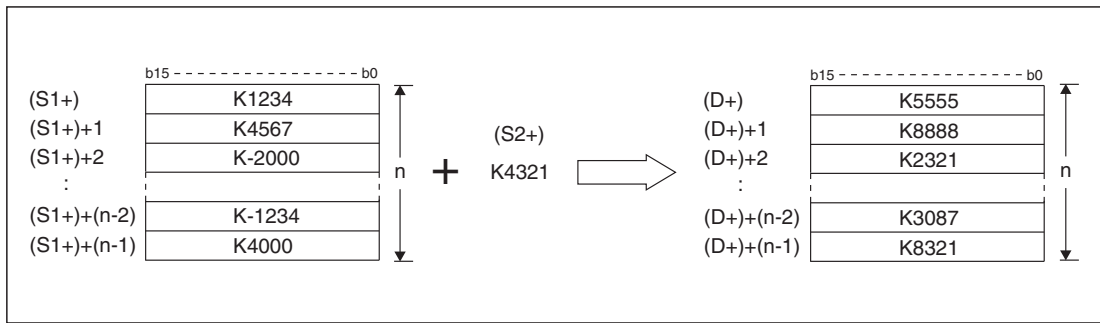 b15 b0 b15 b0
(S1+) K1234 (D+) K5555
(S1+)+1 K4567 (S2+) (D+)+1 K8888
(S1+)+2 K-2000 n + K4321 (D+)+2 K2321 n
: :
(S1+)+(n-2) K-1234 (D+)+(n-2) K3087
(S1+)+(n-1) K4000 (D+)+(n-1) K8321